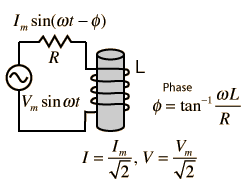 I_m sin(ωt – ϕ)
R
L
V_m sin ωt
Phase
ϕ = tan⁻¹ ωL/R
I = I_m/√2, V = V_m/√2